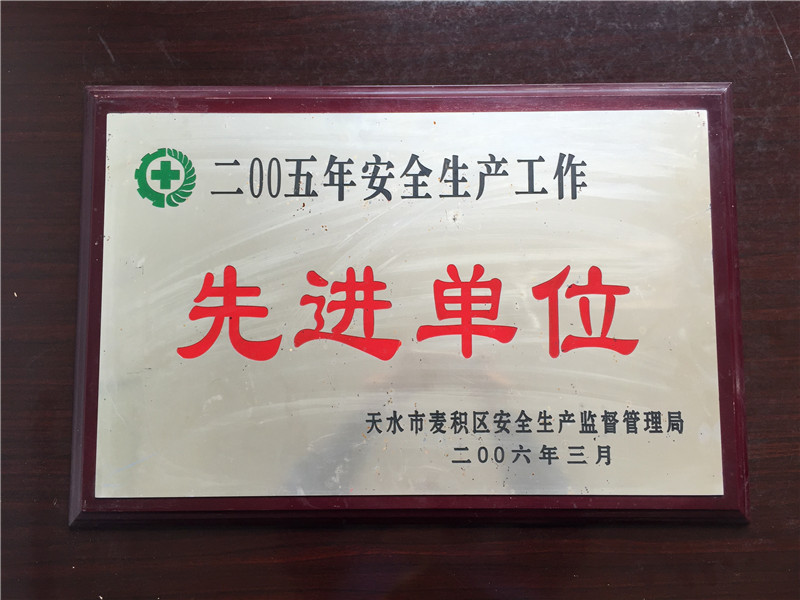 二00五年安全生产工作
先进单位
天水市麦积区安全生产监督管理局
二00六年三月